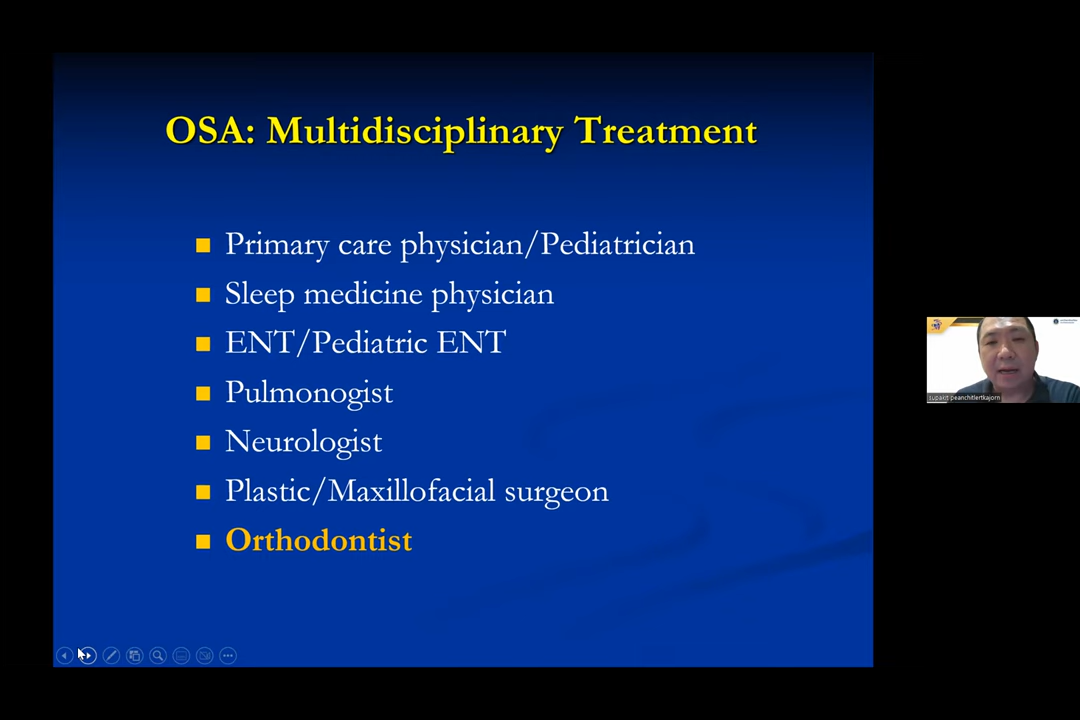 OSA: Multidisciplinary Treatment
Primary care physician/Pediatrician
Sleep medicine physician
ENT/Pediatric ENT
Pulmonogist
Neurologist
Plastic/Maxillofacial surgeon
Orthodontist
peanchitlertkajorn